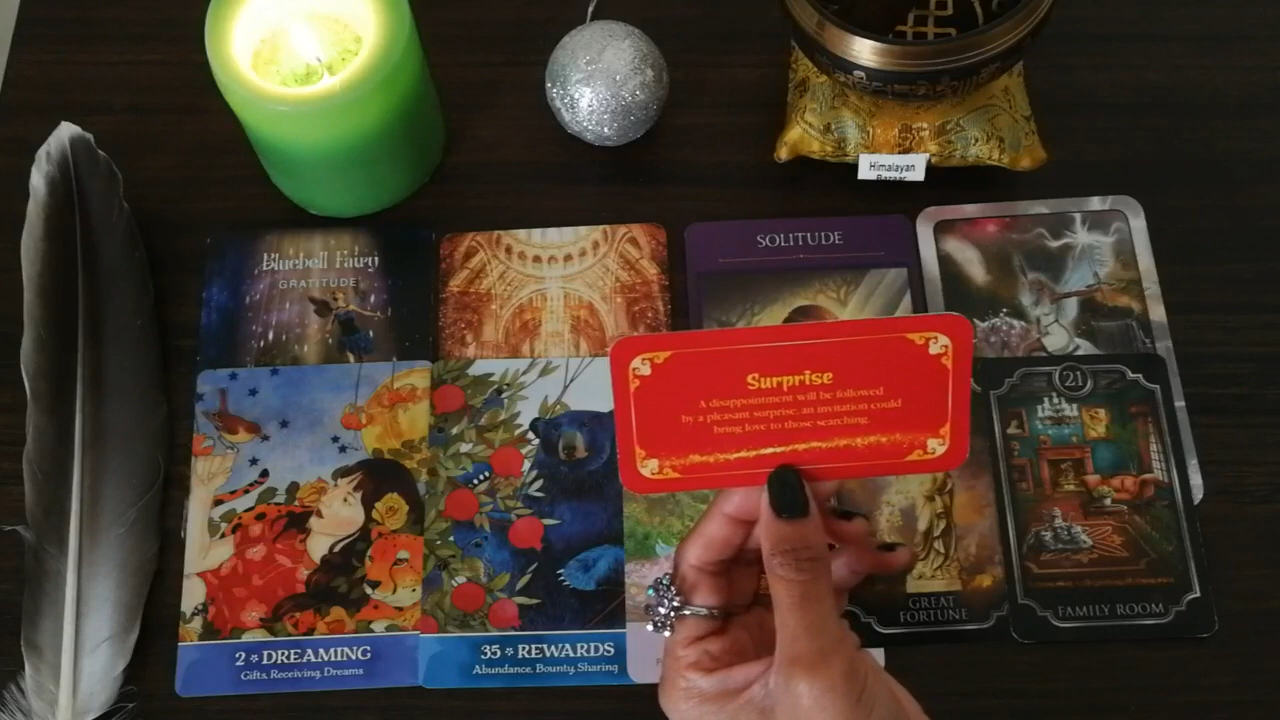 Himalayan
Bazaar
Bluebell Fairy
GRATITUDE
SOLITUDE
Surprise
A disappointment will be followed
by a pleasant surprise, an invitation could
bring love to those searching.
21
GREAT
FORTUNE
FAMILY ROOM
2 DREAMING
Gifts, Receiving, Dreams
35 REWARDS
Abundance, Bounty, Sharing